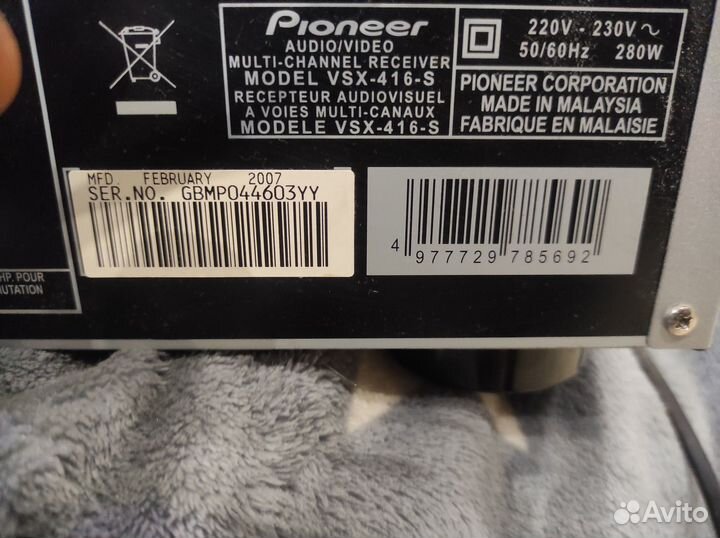 Pioneer
AUDIO/VIDEO
MULTI-CHANNEL RECEIVER
MODEL VSX-416-S
RECEPTEUR AUDIOVISUEL
A VOIES MULTI-CANAUX
MODELE VSX-416-S
220V - 230V ~
50/60Hz 280W
PIONEER CORPORATION
MADE IN MALAYSIA
FABRIQUE EN MALAISIE
MFD. FEBRUARY 2007
SER.NO. GBMP044603YY
4 977729 785692
HP. POUR
MUTATION
Avito